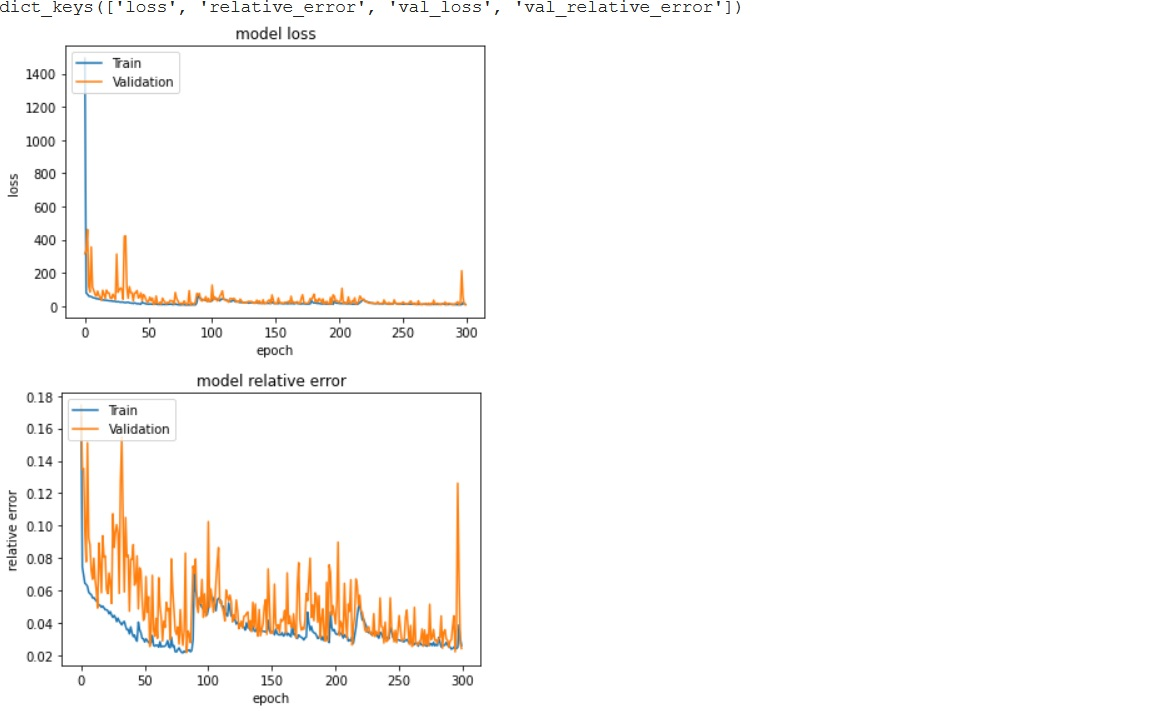 dict_keys(['loss', 'relative_error', 'val_loss', 'val_relative_error'])
model loss
Train
Validation
1400
1200
1000
800
600
400
200
0
loss
0 50 100 150 200 250 300
epoch
model relative error
Train
Validation
0.18
0.16
0.14
0.12
0.10
0.08
0.06
0.04
0.02
relative error
0 50 100 150 200 250 300
epoch